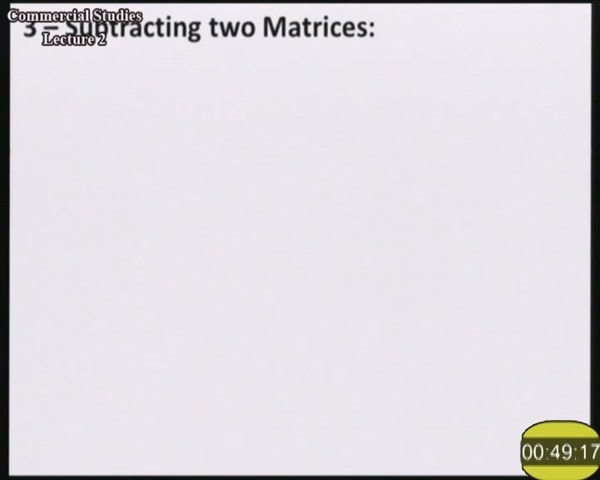 Commercial Studies
3 – Subtracting two Matrices:
Lecture 2
00:49:17